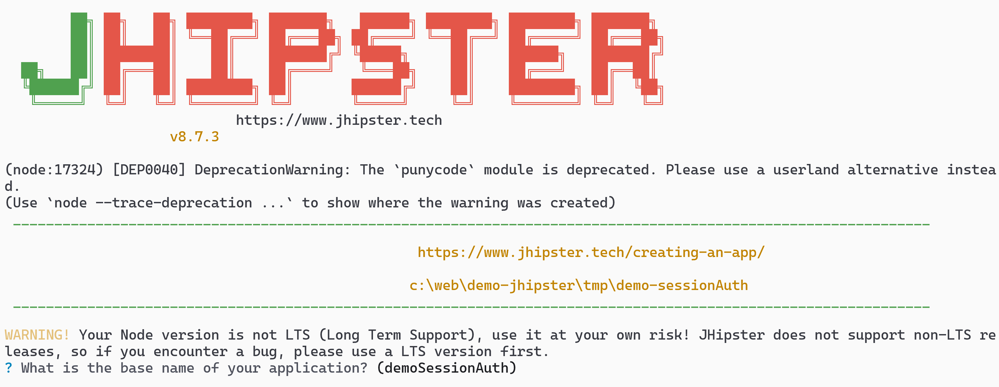 JHIPSTER
https://www.jhipster.tech
v8.7.3
(node:17324) [DEP0040] DeprecationWarning: The `punycode` module is deprecated. Please use a userland alternative instea
d.
(Use `node --trace-deprecation ...` to show where the warning was created)
_______________________________________________________________________________________________________________
https://www.jhipster.tech/creating-an-app/
c:\web\demo-jhipster\tmp\demo-sessionAuth
_______________________________________________________________________________________________________________
WARNING! Your Node version is not LTS (Long Term Support), use it at your own risk! JHipster does not support non-LTS re
leases, so if you encounter a bug, please use a LTS version first.
? What is the base name of your application? (demoSessionAuth)